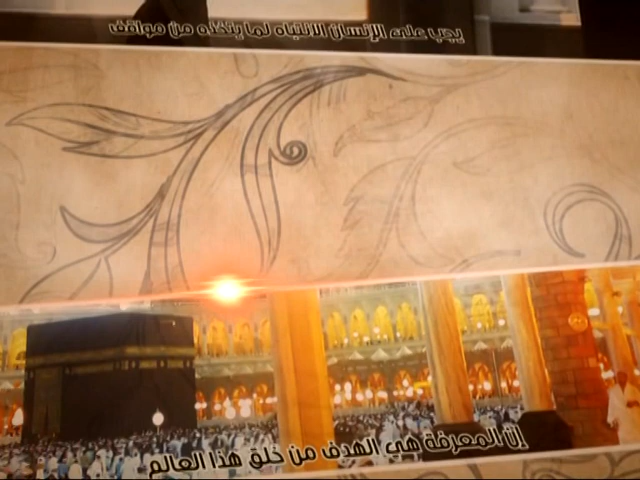 يجب على الإنسان الانتباه لما يتخذه من مواقف
إن المعرفة هي الهدف من خلق هذا العالم